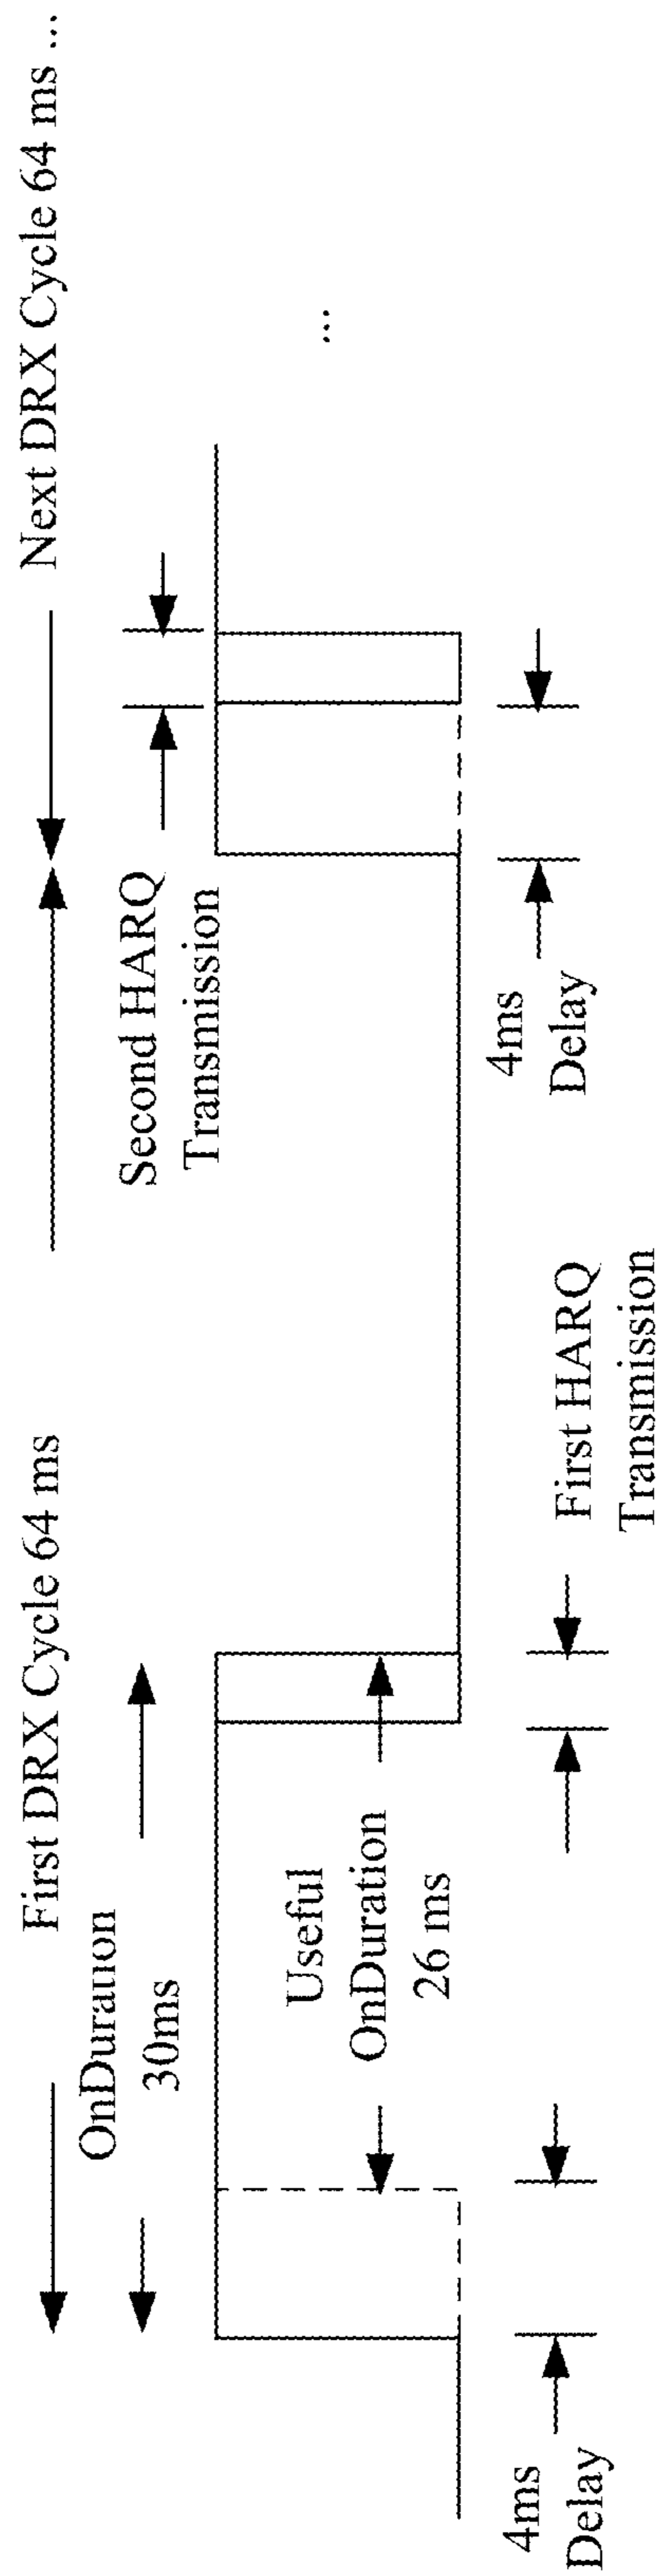 First DRX Cycle 64 ms
Next DRX Cycle 64 ms ...
OnDuration
30ms
Second HARQ
Transmission
Useful
OnDuration
26 ms
...
4ms
Delay
First HARQ
Transmission
4ms
Delay